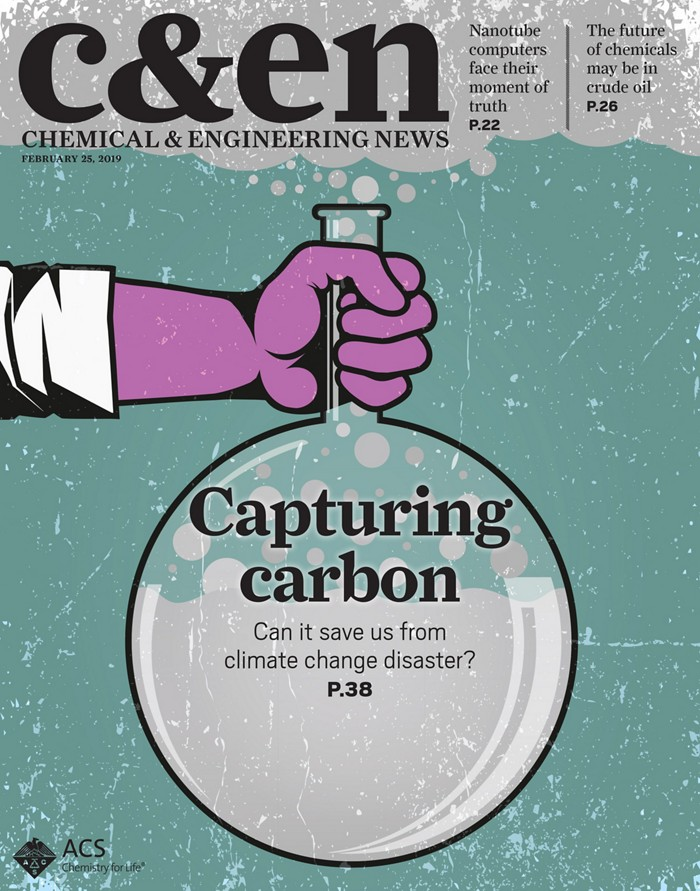 c&en
CHEMICAL & ENGINEERING NEWS
FEBRUARY 25, 2019
Nanotube
computers
face their
moment of
truth
P.22
The future
of chemicals
may be in
crude oil
P.26
Capturing
carbon
Can it save us from
climate change disaster?
P.38
ACS
ACS
Chemistry for Life®